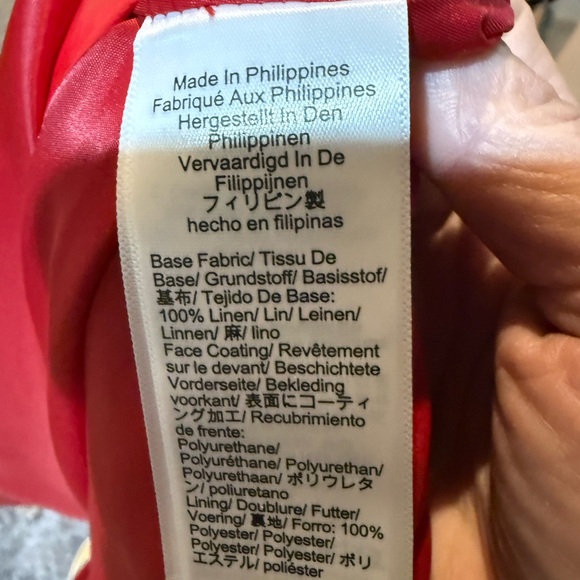 Made In Philippines
Fabriqué Aux Philippines
Hergestellt In Den
Philippinen
Vervaardigd In De
Filippijnen
フィリピン製
hecho en filipinas
Base Fabric/ Tissu De
Base/ Grundstoff/ Basisstof/
基布/ Tejido De Base:
100% Linen/ Lin/ Leinen/
Linnen/ 麻/ lino
Face Coating/ Revêtement
sur le devant/ Beschichtete
Vorderseite/ Bekleding
voorkant/ 表面にコーティ
ング加工/ Recubrimiento
de frente:
Polyurethane/
Polyuréthane/ Polyurethan/
Polyurethaan/ ポリウレタ
ン/ poliuretano
Lining/ Doublure/ Futter/
Voering/ 裏地/ Forro: 100%
Polyester/ Polyester/
Polyester/ Polyester/ ポリ
エステル/ poliéster